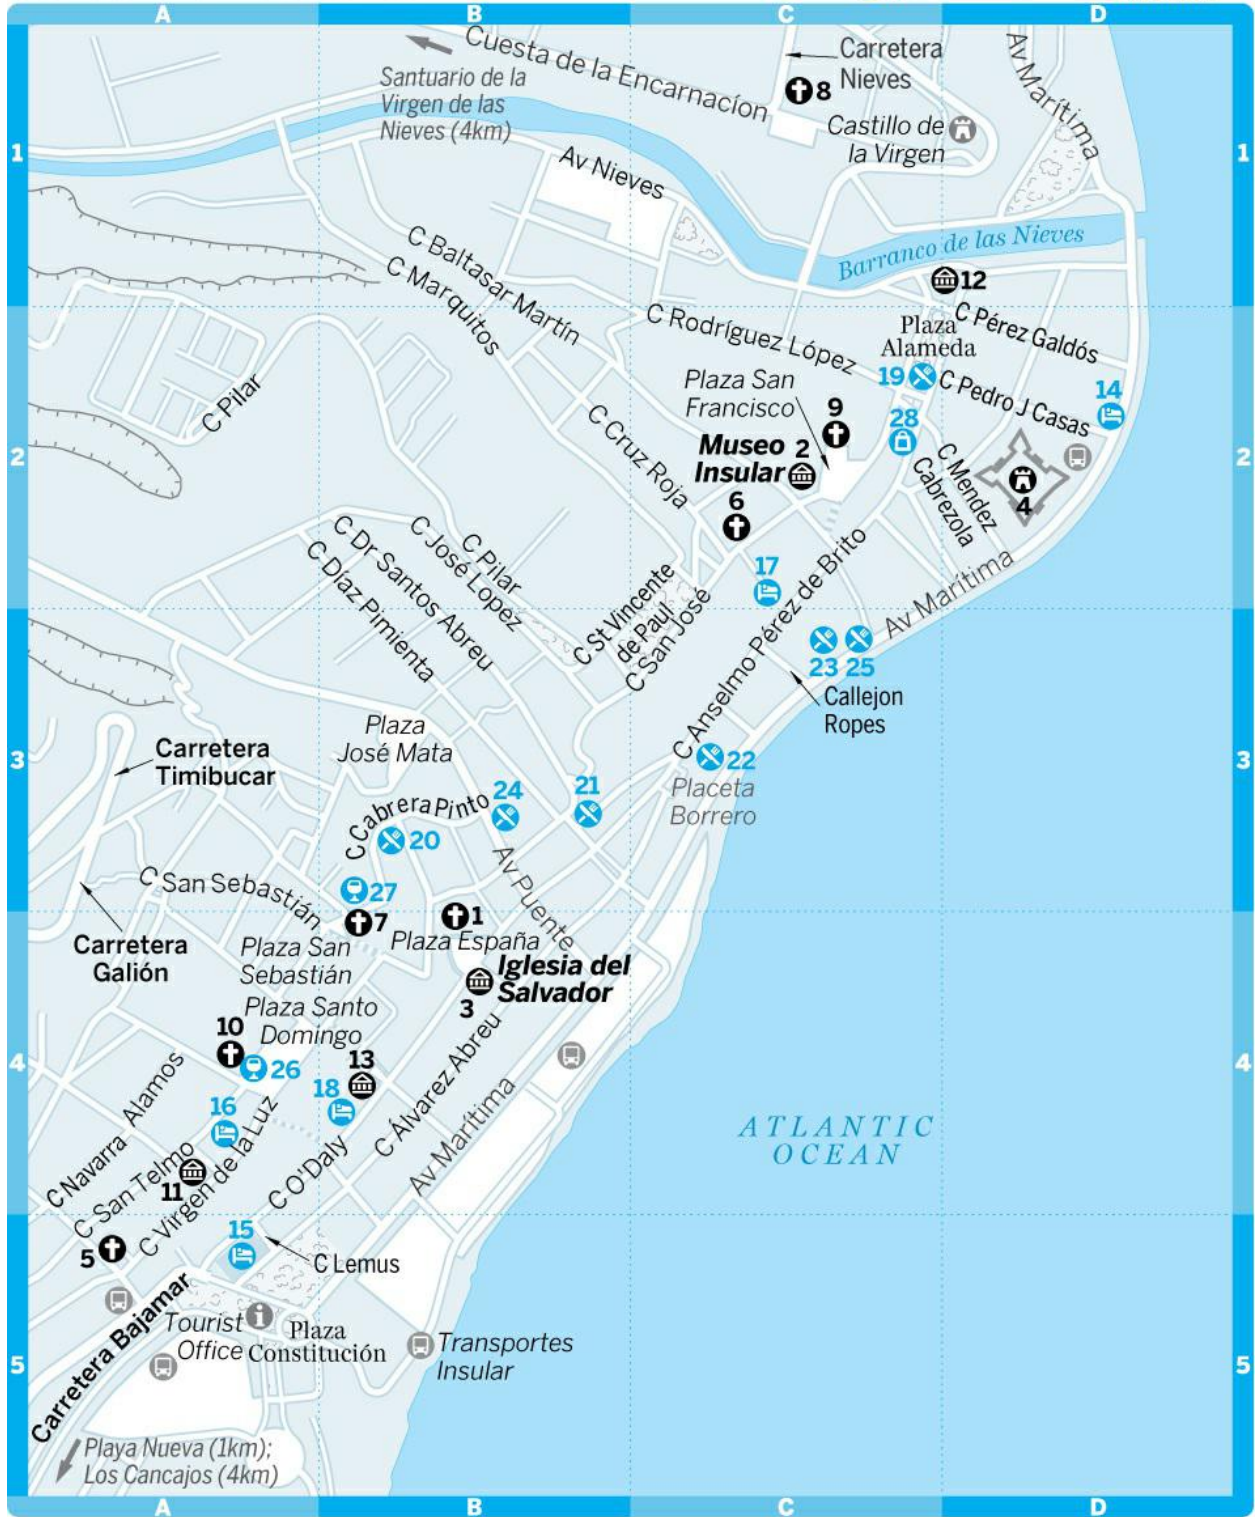 A
B
C
D
Cuesta de la Encarnacíon
Carretera
Nieves
Av Marítima
Santuario de la
Virgen de las
Nieves (4km)
8
Castillo de
la Virgen
1
1
Av Nieves
Barranco de las Nieves
C Baltasar Martín
C Marquitos
12
C Pérez Galdós
C Rodríguez López
Plaza
Alameda
C Pilar
Plaza San
Francisco
19
C Pedro J Casas
14
9
28
C Cruz Roja
Museo
Insular
2
2
2
C Mendez
Cabrezola
4
6
C Pilar
C José Lopez
C Dr Santos Abreu
C Díaz Pimienta
17
C Anselmo Pérez de Brito
Av Marítima
C St Vincente
de Paul
C San José
23
25
Callejon
Ropes
Plaza
José Mata
Carretera
Timibucar
3
3
22
Placeta
Borrero
24
21
C Cabrera Pinto
20
Av Puente
C San Sebastián
27
7
1
Plaza España
Carretera
Galión
Plaza San
Sebastián
Iglesia del
Salvador
3
Plaza Santo
Domingo
10
26
13
18
4
4
C Navarra Alamos
16
C San Telmo
11
C Virgen de la Luz
C O'Daly
C Álvarez Abreu
Av Marítima
ATLANTIC
OCEAN
5
15
C Lemus
Carretera Bajamar
Tourist
Office
Plaza
Constitución
Transportes
Insular
5
5
Playa Nueva (1km);
Los Cancajos (4km)
A
B
C
D